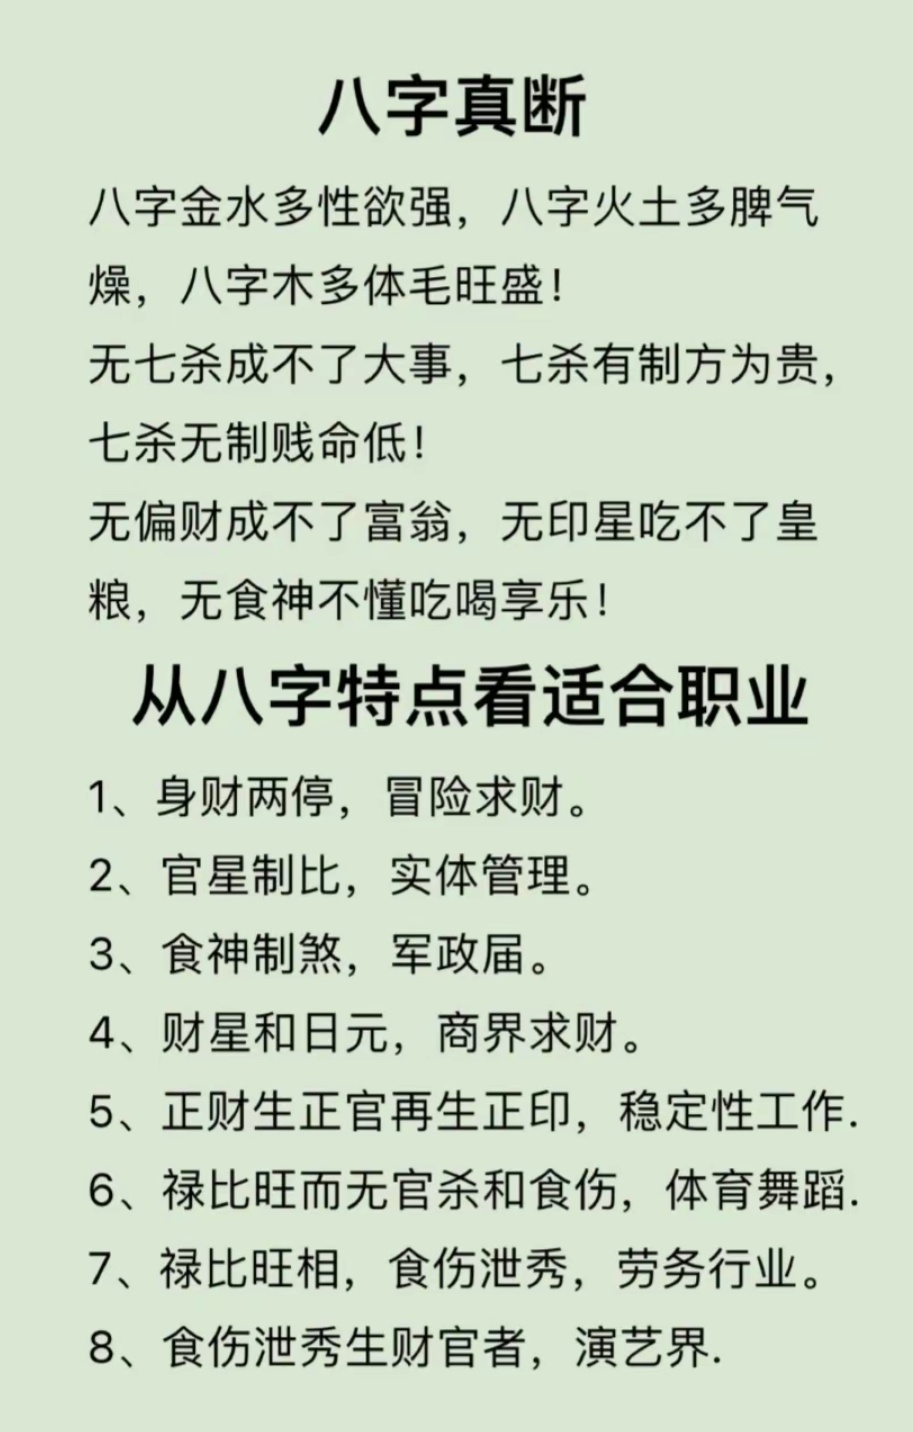 八字真断
八字金水多性欲强，八字火土多脾气
燥，八字木多体毛旺盛！
无七杀成不了大事，七杀有制方为贵，
七杀无制贱命低！
无偏财成不了富翁，无印星吃不了皇
粮，无食神不懂吃喝享乐！
从八字特点看适合职业
1、身财两停，冒险求财。
2、官星制比，实体管理。
3、食神制煞，军政届。
4、财星和日元，商界求财。
5、正财生正官再生正印，稳定性工作.
6、禄比旺而无官杀和食伤，体育舞蹈.
7、禄比旺相，食伤泄秀，劳务行业。
8、食伤泄秀生财官者，演艺界.